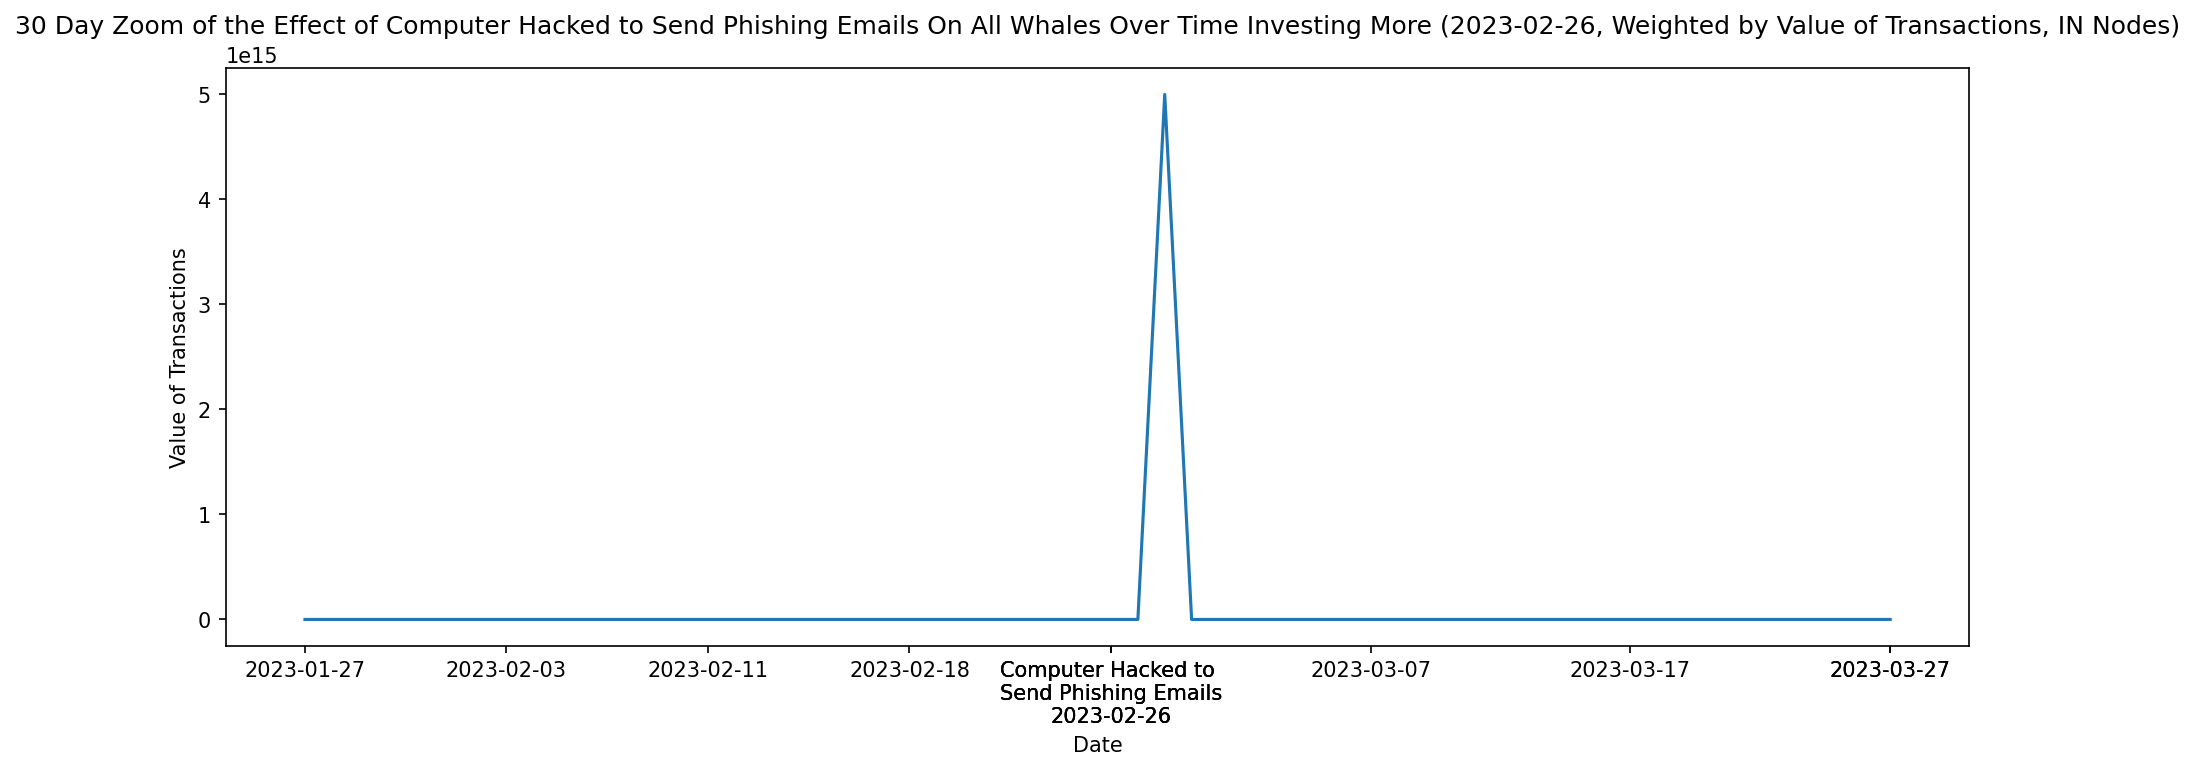 30 Day Zoom of the Effect of Computer Hacked to Send Phishing Emails On All Whales Over Time Investing More (2023-02-26, Weighted by Value of Transactions, IN Nodes)
1e15
5
4
3
2
1
0
Value of Transactions
2023-01-27
2023-02-03
2023-02-11
2023-02-18
Computer Hacked to
Send Phishing Emails
2023-02-26
2023-03-07
2023-03-17
2023-03-27
Date